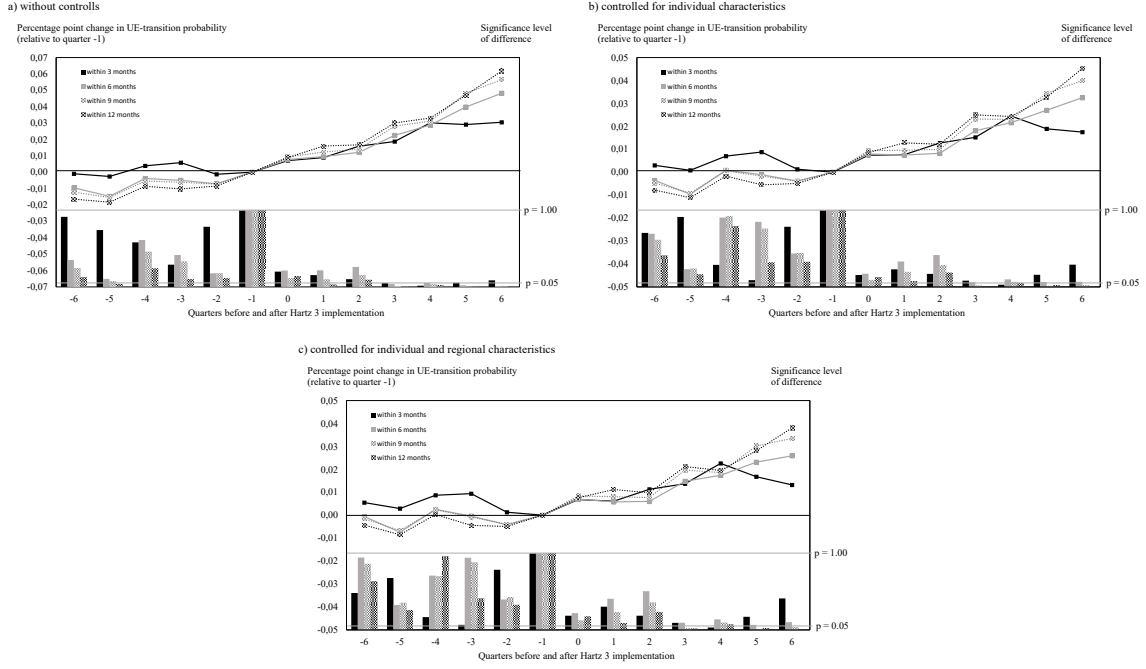 a) without controlls
Percentage point change in UE-transition probability
(relative to quarter -1)
Significance level
of difference
0,07
0,06
0,05
0,04
0,03
0,02
0,01
0,00
-0,01
-0,02
-0,03
-0,04
-0,05
-0,06
-0,07
within 3 months
within 6 months
within 9 months
within 12 months
p = 1.00
p = 0.05
-6 -5 -4 -3 -2 -1 0 1 2 3 4 5 6
Quarters before and after Hartz 3 implementation
b) controlled for individual characteristics
Percentage point change in UE-transition probability
(relative to quarter -1)
Significance level
of difference
0,05
0,04
0,03
0,02
0,01
0,00
-0,01
-0,02
-0,03
-0,04
-0,05
within 3 months
within 6 months
within 9 months
within 12 months
p = 1.00
p = 0.05
-6 -5 -4 -3 -2 -1 0 1 2 3 4 5 6
Quarters before and after Hartz 3 implementation
c) controlled for individual and regional characteristics
Percentage point change in UE-transition probability
(relative to quarter -1)
Significance level
of difference
0,05
0,04
0,03
0,02
0,01
0,00
-0,01
-0,02
-0,03
-0,04
-0,05
within 3 months
within 6 months
within 9 months
within 12 months
p = 1.00
p = 0.05
-6 -5 -4 -3 -2 -1 0 1 2 3 4 5 6
Quarters before and after Hartz 3 implementation